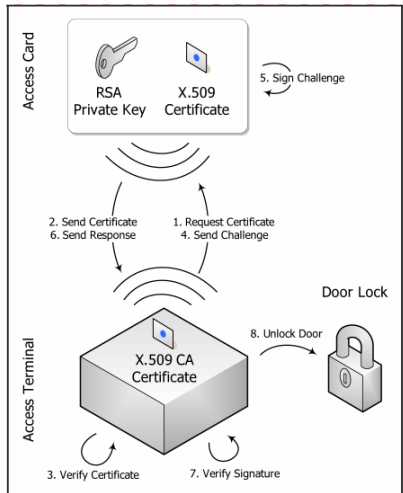 Access Card
RSA
Private Key
X.509
Certificate
5. Sign Challenge
2. Send Certificate
6. Send Response
1. Request Certificate
4. Send Challenge
Door Lock
Access Terminal
X.509 CA
Certificate
8. Unlock Door
3. Verify Certificate
7. Verify Signature